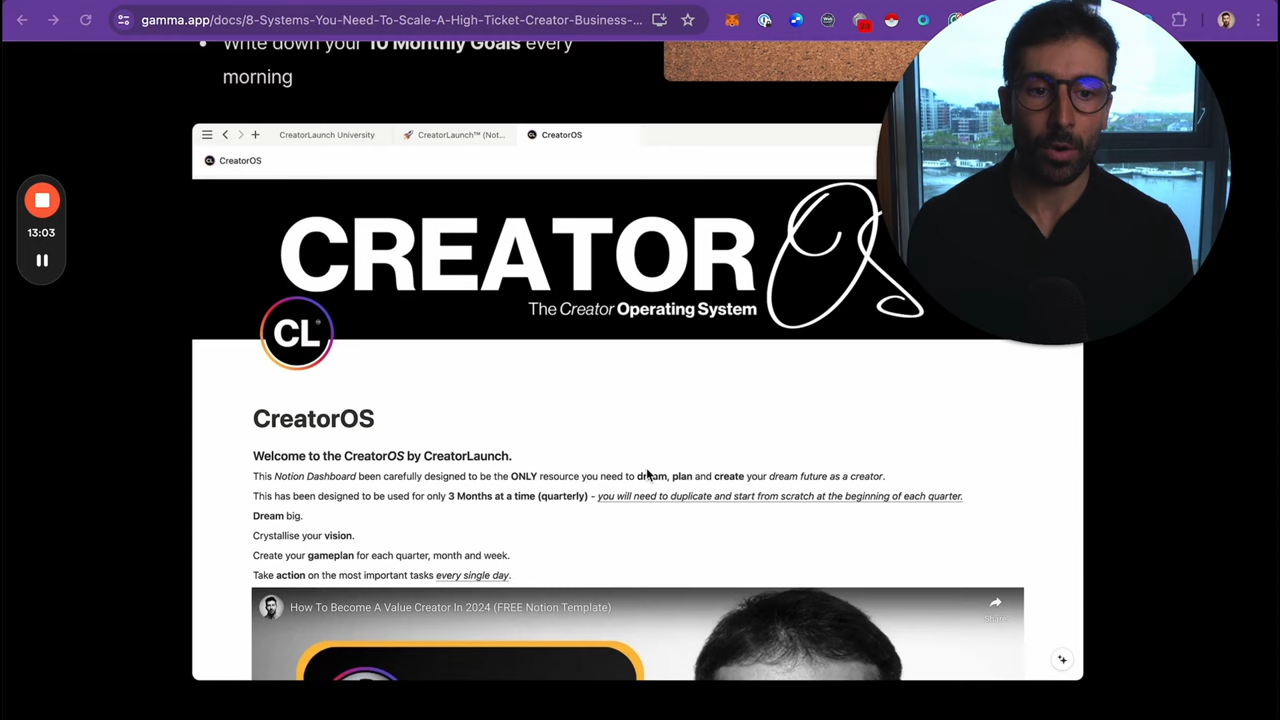 gamma.app/docs/8-Systems-You-Need-To-Scale-A-High-Ticket-Creator-Business-...
Write down your 10 Monthly Goals every
morning
CreatorLaunch University
CreatorLaunch™ (Not...
CreatorOS
CreatorOS
13:03
CREATOR OS
The Creator Operating System
CL
CreatorOS
Welcome to the CreatorOS by CreatorLaunch.
This Notion Dashboard been carefully designed to be the ONLY resource you need to dream, plan and create your dream future as a creator.
This has been designed to be used for only 3 Months at a time (quarterly) - you will need to duplicate and start from scratch at the beginning of each quarter.
Dream big.
Crystallise your vision.
Create your gameplan for each quarter, month and week.
Take action on the most important tasks every single day.
How To Become A Value Creator In 2024 (FREE Notion Template)
Share